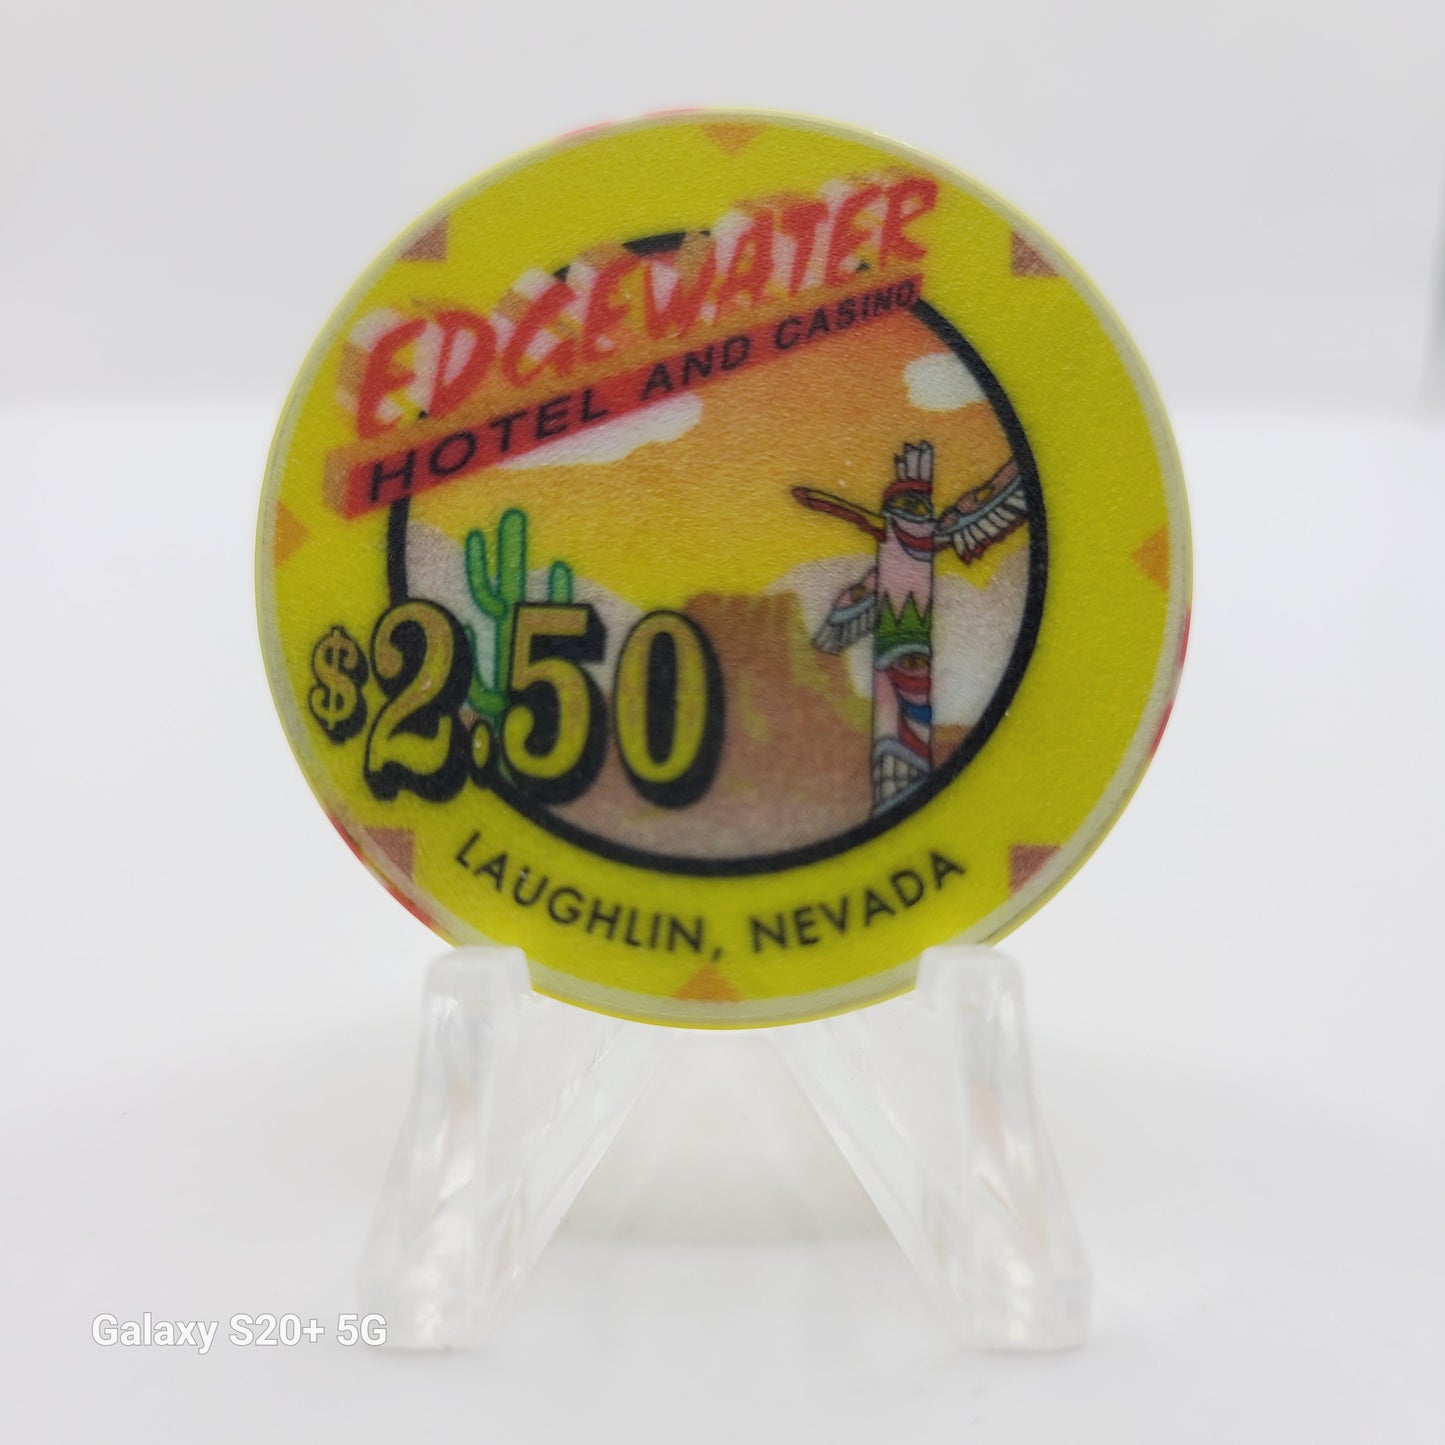 EDGEWATER
HOTEL AND CASINO
$2.50
LAUGHLIN, NEVADA
Galaxy S20+ 5G